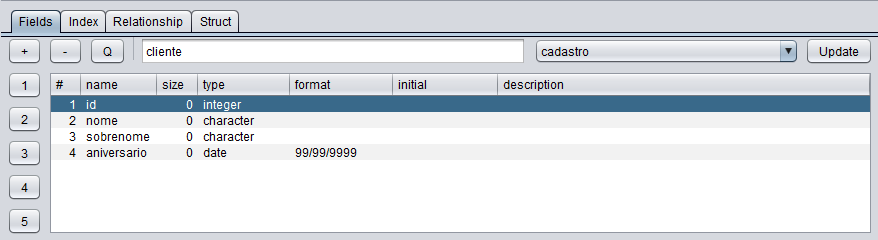 Fields Index Relationship Struct
+ - Q cliente cadastro Update
1 2 3 4 5
# name size type format initial description
1 id 0 integer
2 nome 0 character
3 sobrenome 0 character
4 aniversario 0 date 99/99/9999